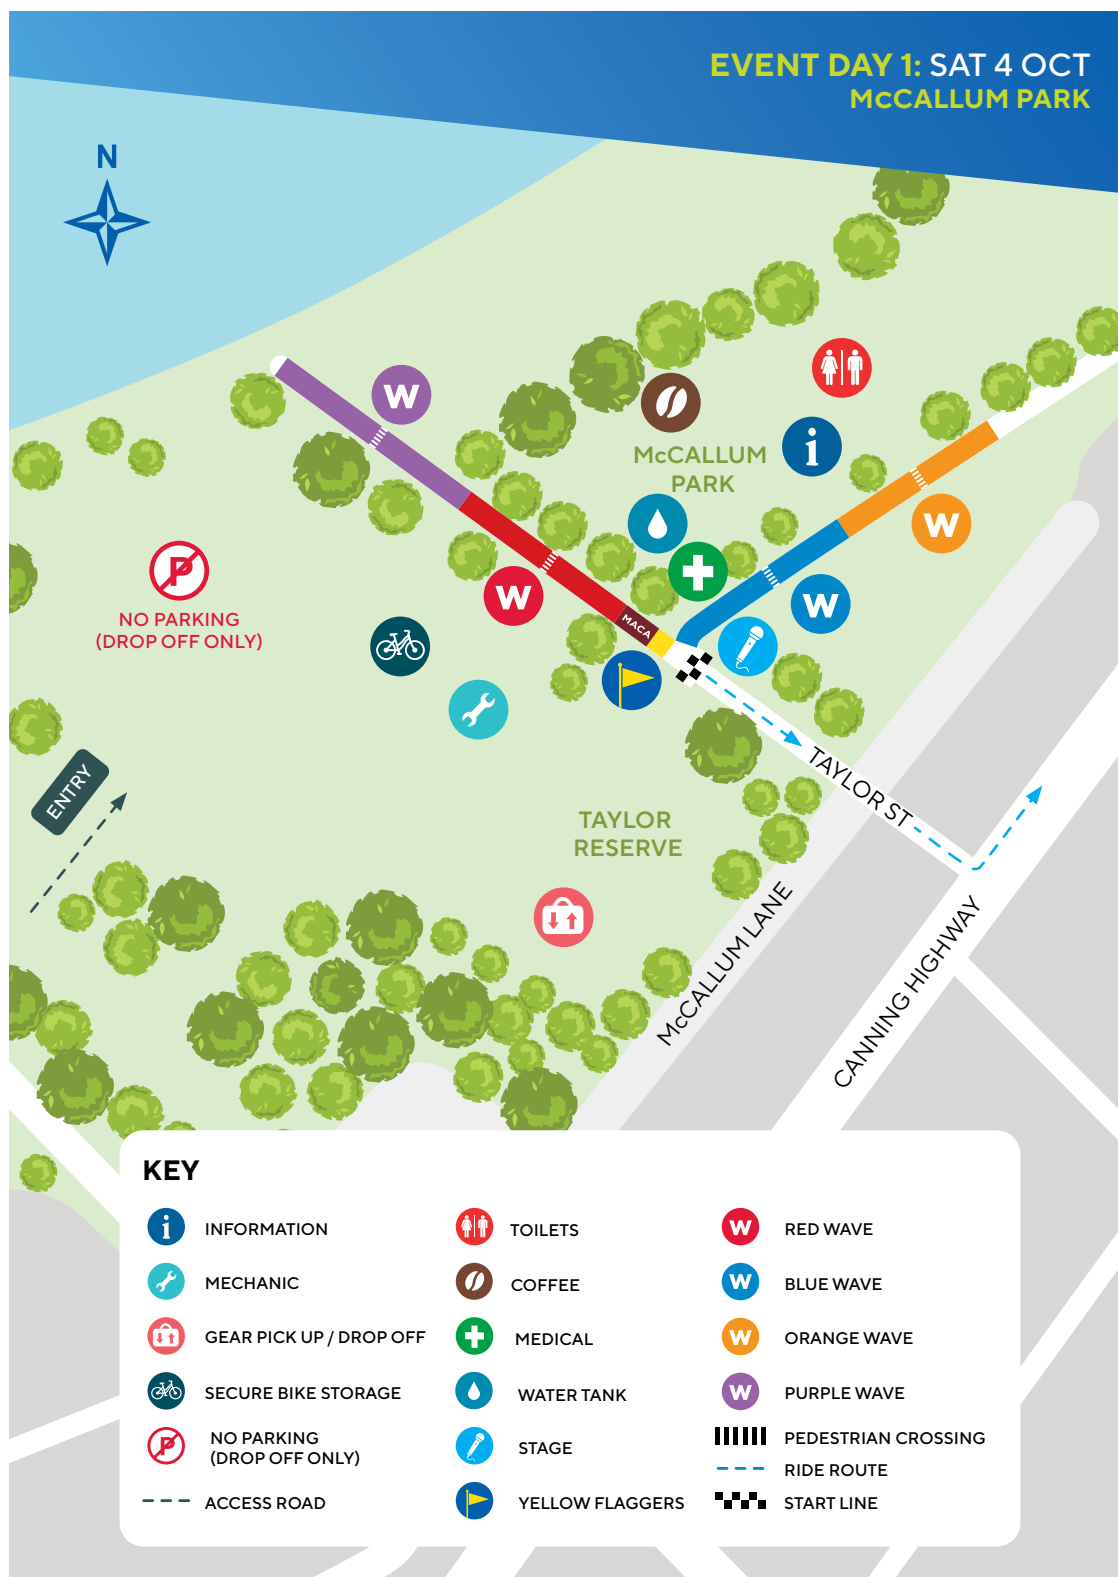 EVENT DAY 1: SAT 4 OCT
McCALLUM PARK
N
W
i
McCALLUM
PARK
W
P
NO PARKING
(DROP OFF ONLY)
W
W
MACA
ENTRY
TAYLOR ST
TAYLOR
RESERVE
McCALLUM LANE
CANNING HIGHWAY
KEY
i INFORMATION
MECHANIC
GEAR PICK UP / DROP OFF
SECURE BIKE STORAGE
P NO PARKING
(DROP OFF ONLY)
ACCESS ROAD
TOILETS
COFFEE
MEDICAL
WATER TANK
STAGE
YELLOW FLAGGERS
W RED WAVE
W BLUE WAVE
W ORANGE WAVE
W PURPLE WAVE
PEDESTRIAN CROSSING
RIDE ROUTE
START LINE